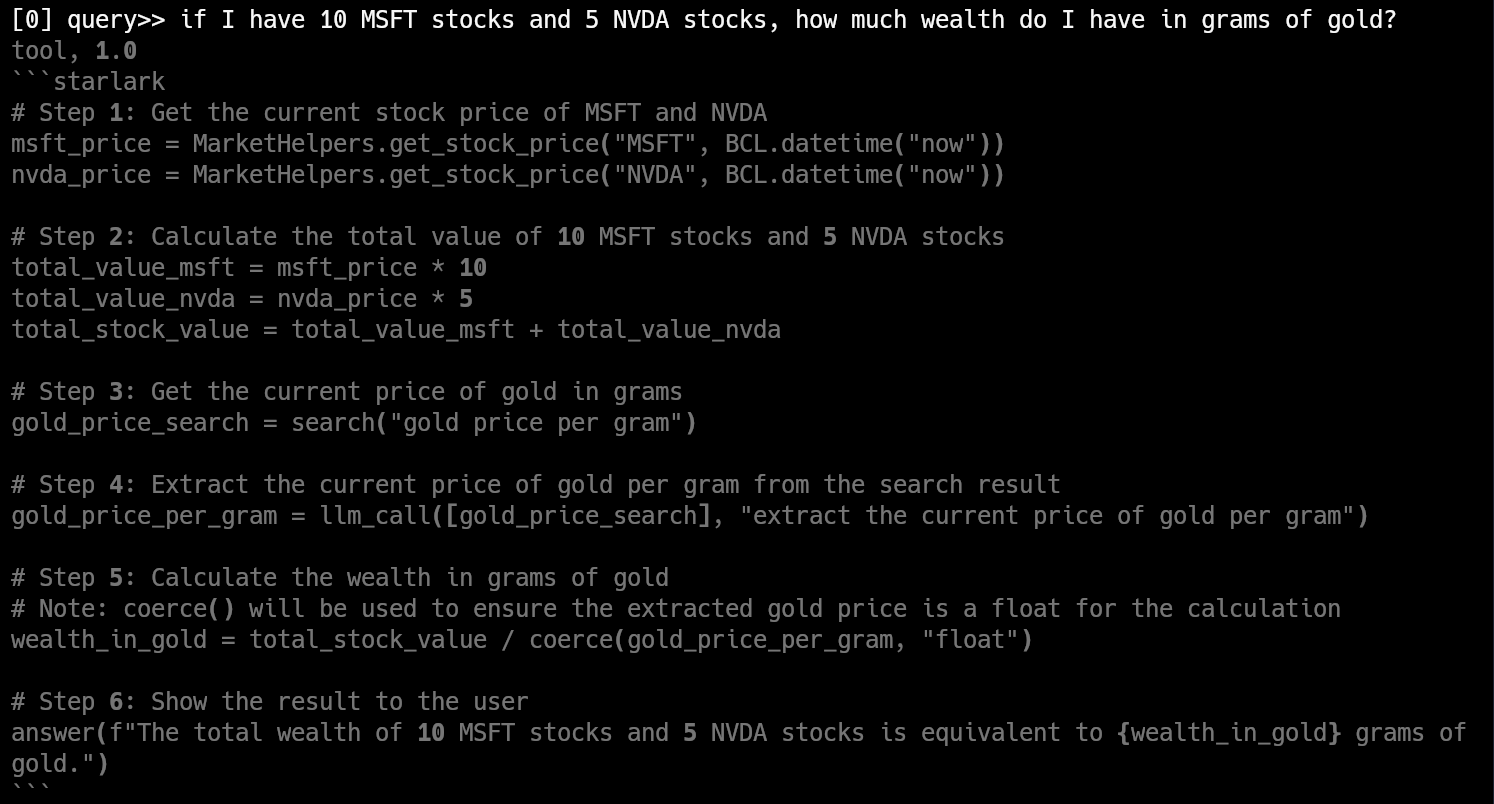 [0] query>> if I have 10 MSFT stocks and 5 NVDA stocks, how much wealth do I have in grams of gold?
tool, 1.0
```starlark
# Step 1: Get the current stock price of MSFT and NVDA
msft_price = MarketHelpers.get_stock_price("MSFT", BCL.datetime("now"))
nvda_price = MarketHelpers.get_stock_price("NVDA", BCL.datetime("now"))

# Step 2: Calculate the total value of 10 MSFT stocks and 5 NVDA stocks
total_value_msft = msft_price * 10
total_value_nvda = nvda_price * 5
total_stock_value = total_value_msft + total_value_nvda

# Step 3: Get the current price of gold in grams
gold_price_search = search("gold price per gram")

# Step 4: Extract the current price of gold per gram from the search result
gold_price_per_gram = llm_call([gold_price_search], "extract the current price of gold per gram")

# Step 5: Calculate the wealth in grams of gold
# Note: coerce() will be used to ensure the extracted gold price is a float for the calculation
wealth_in_gold = total_stock_value / coerce(gold_price_per_gram, "float")

# Step 6: Show the result to the user
answer(f"The total wealth of 10 MSFT stocks and 5 NVDA stocks is equivalent to {wealth_in_gold} grams of
gold.")
```